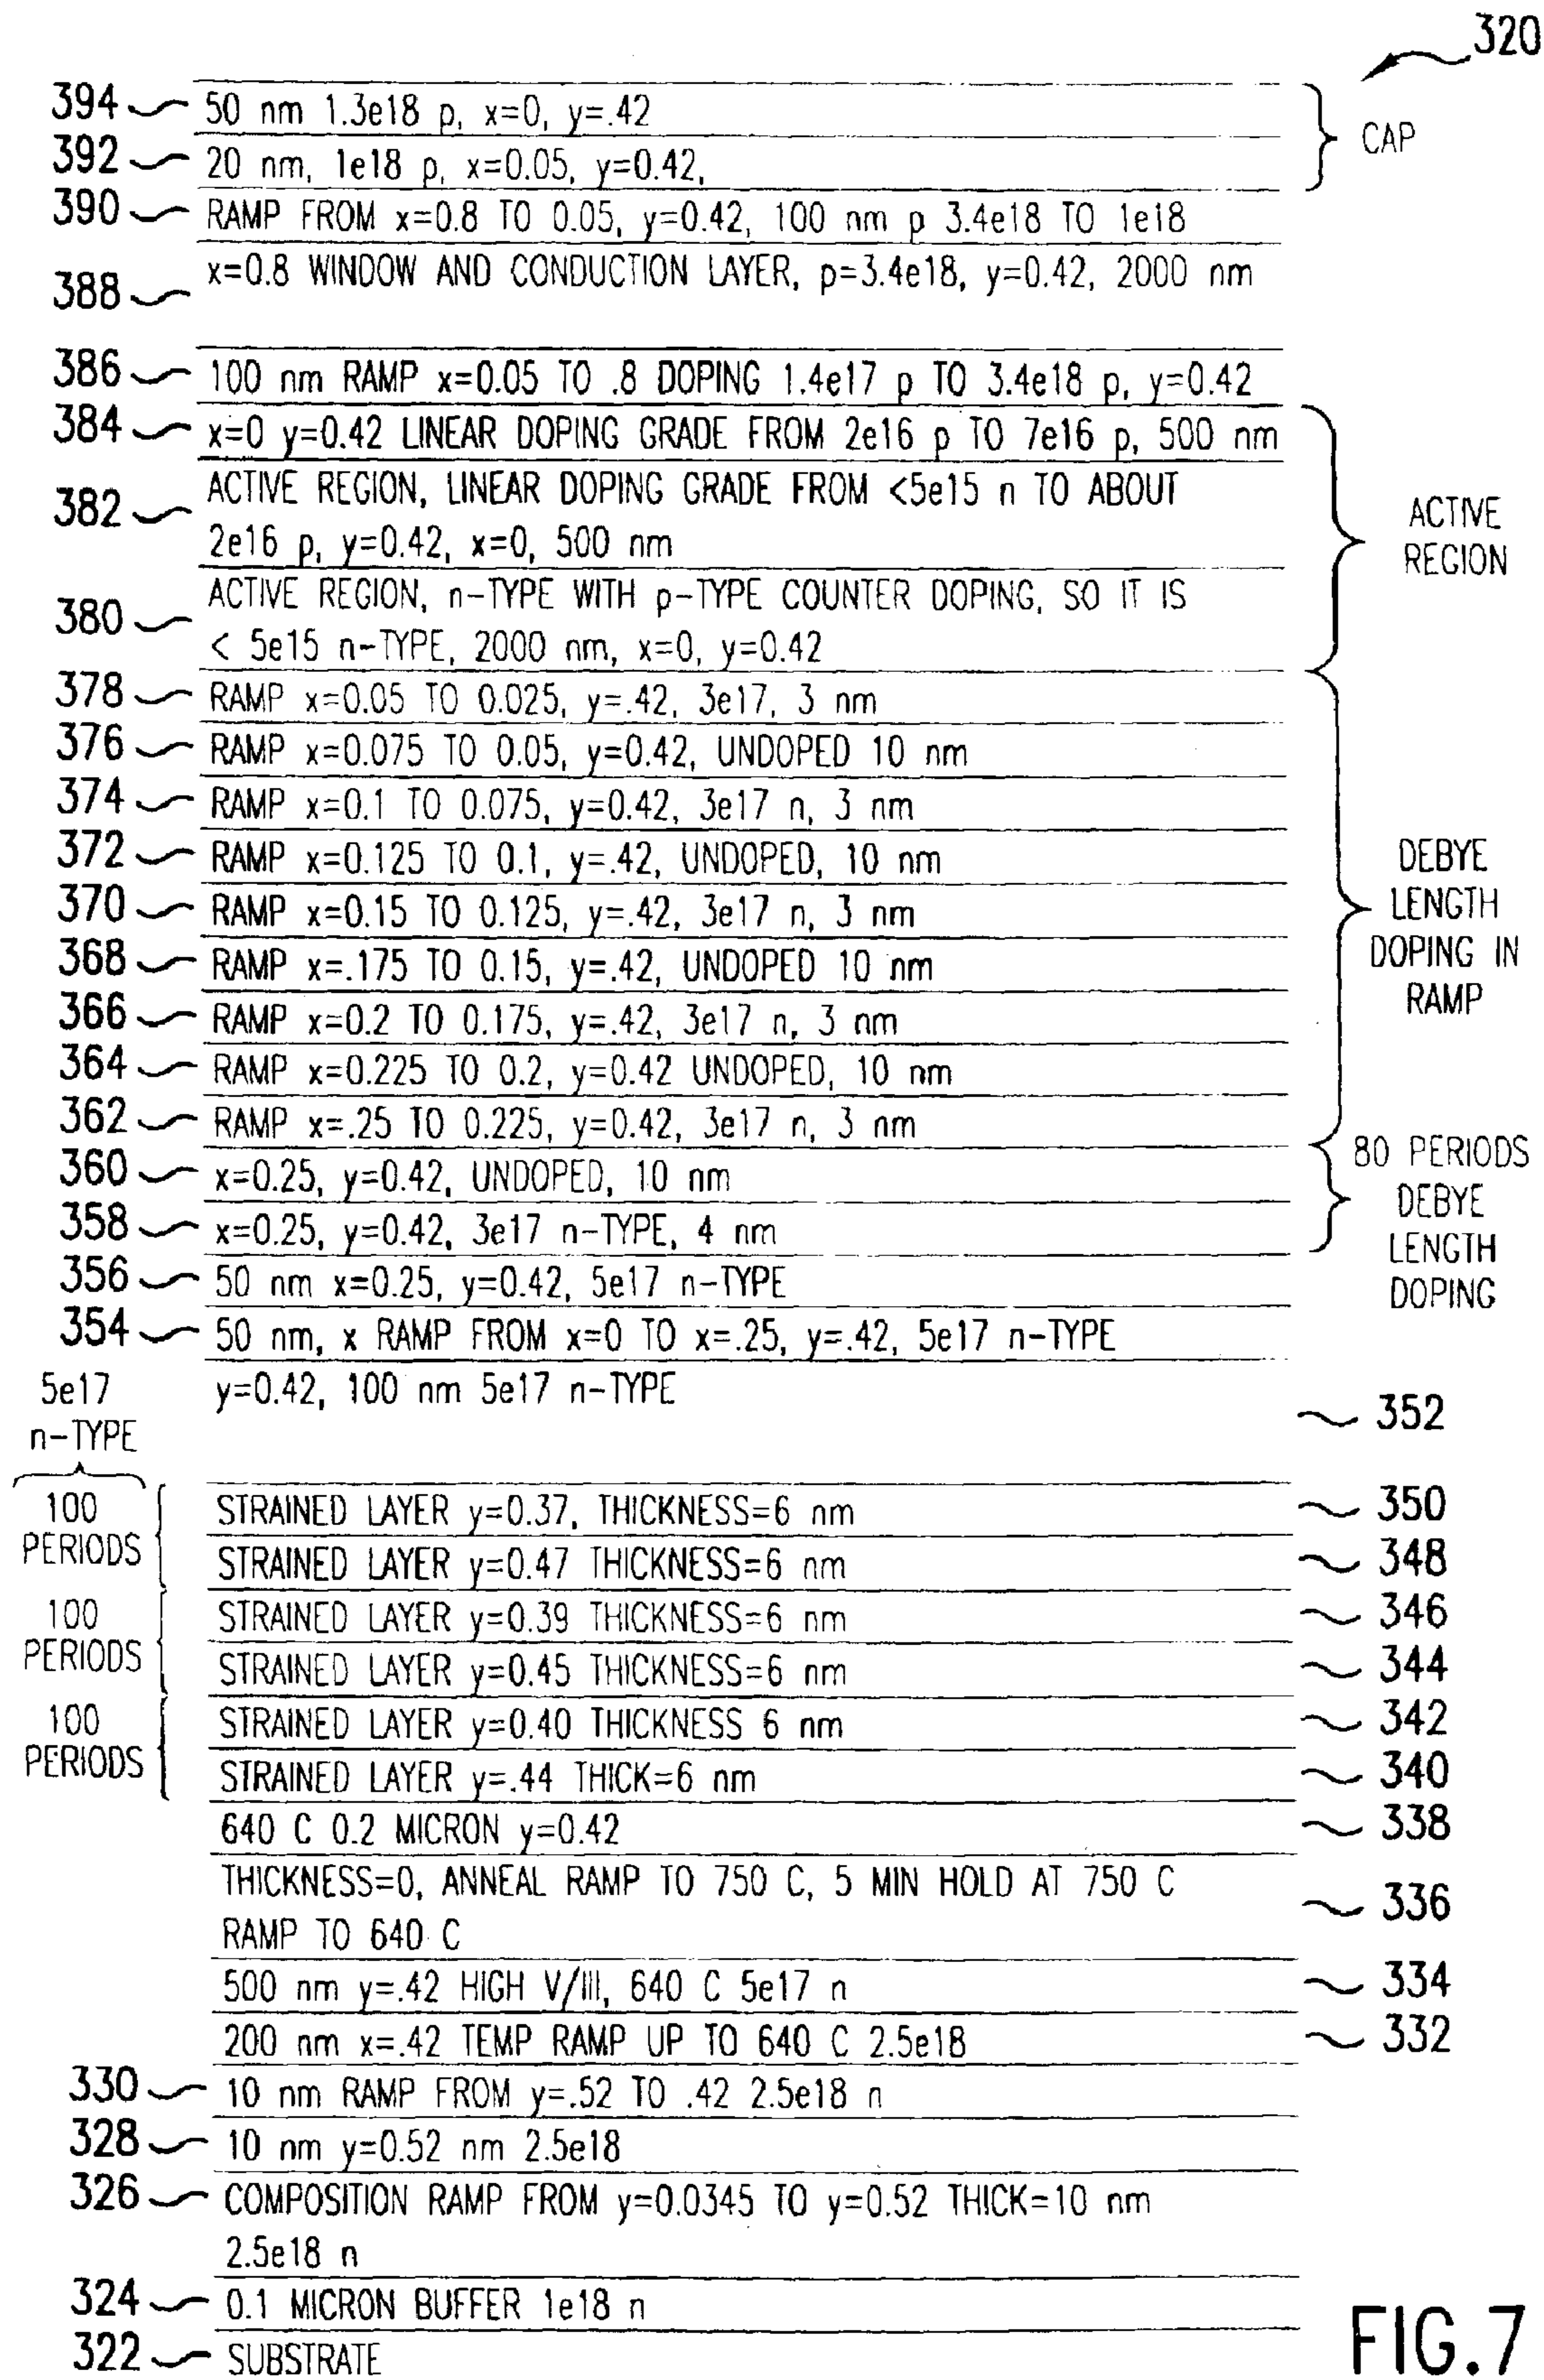 320
394 50 nm 1.3e18 p, x=0, y=.42
CAP
392 20 nm, 1e18 p, x=0.05, y=0.42,
390 RAMP FROM x=0.8 TO 0.05, y=0.42, 100 nm p 3.4e18 TO 1e18
388 x=0.8 WINDOW AND CONDUCTION LAYER, p=3.4e18, y=0.42, 2000 nm
386 100 nm RAMP x=0.05 TO .8 DOPING 1.4e17 p TO 3.4e18 p, y=0.42
384 x=0 y=0.42 LINEAR DOPING GRADE FROM 2e16 p TO 7e16 p, 500 nm
382 ACTIVE REGION, LINEAR DOPING GRADE FROM <5e15 n TO ABOUT
2e16 p, y=0.42, x=0, 500 nm
ACTIVE
REGION
380 ACTIVE REGION, n-TYPE WITH p-TYPE COUNTER DOPING, SO IT IS
< 5e15 n-TYPE, 2000 nm, x=0, y=0.42
378 RAMP x=0.05 TO 0.025, y=.42, 3e17, 3 nm
376 RAMP x=0.075 TO 0.05, y=0.42, UNDOPED 10 nm
374 RAMP x=0.1 TO 0.075, y=0.42, 3e17 n, 3 nm
372 RAMP x=0.125 TO 0.1, y=.42, UNDOPED, 10 nm
370 RAMP x=0.15 TO 0.125, y=.42, 3e17 n, 3 nm
368 RAMP x=.175 TO 0.15, y=.42, UNDOPED 10 nm
366 RAMP x=0.2 TO 0.175, y=.42, 3e17 n, 3 nm
364 RAMP x=0.225 TO 0.2, y=0.42 UNDOPED, 10 nm
362 RAMP x=.25 TO 0.225, y=0.42, 3e17 n, 3 nm
DEBYE
LENGTH
DOPING IN
RAMP
360 x=0.25, y=0.42, UNDOPED, 10 nm
358 x=0.25, y=0.42, 3e17 n-TYPE, 4 nm
80 PERIODS
DEBYE
LENGTH
DOPING
356 50 nm x=0.25, y=0.42, 5e17 n-TYPE
354 50 nm, x RAMP FROM x=0 TO x=.25, y=.42, 5e17 n-TYPE
y=0.42, 100 nm 5e17 n-TYPE 352
5e17
n-TYPE
100
PERIODS
STRAINED LAYER y=0.37, THICKNESS=6 nm 350
STRAINED LAYER y=0.47 THICKNESS=6 nm 348
100
PERIODS
STRAINED LAYER y=0.39 THICKNESS=6 nm 346
STRAINED LAYER y=0.45 THICKNESS=6 nm 344
100
PERIODS
STRAINED LAYER y=0.40 THICKNESS 6 nm 342
STRAINED LAYER y=.44 THICK=6 nm 340
640 C 0.2 MICRON y=0.42 338
THICKNESS=0, ANNEAL RAMP TO 750 C, 5 MIN HOLD AT 750 C 336
RAMP TO 640 C
500 nm y=.42 HIGH V/III, 640 C 5e17 n 334
200 nm x=.42 TEMP RAMP UP TO 640 C 2.5e18 332
330 10 nm RAMP FROM y=.52 TO .42 2.5e18 n
328 10 nm y=0.52 nm 2.5e18
326 COMPOSITION RAMP FROM y=0.0345 TO y=0.52 THICK=10 nm
2.5e18 n
324 0.1 MICRON BUFFER 1e18 n
322 SUBSTRATE
FIG.7